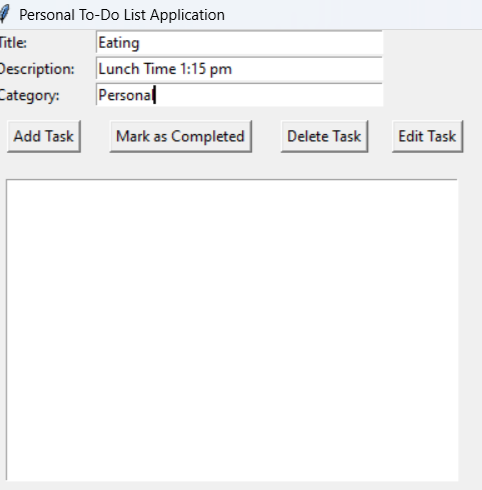 Personal To-Do List Application
Title: Eating
Description: Lunch Time 1:15 pm
Category: Personal
Add Task Mark as Completed Delete Task Edit Task